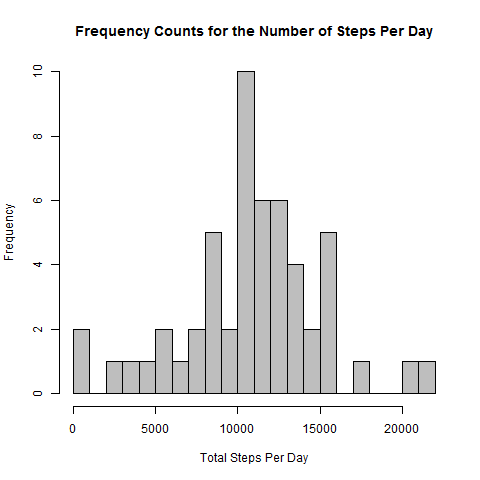 Frequency Counts for the Number of Steps Per Day
10
8
6
4
2
0
Frequency
0 5000 10000 15000 20000
Total Steps Per Day